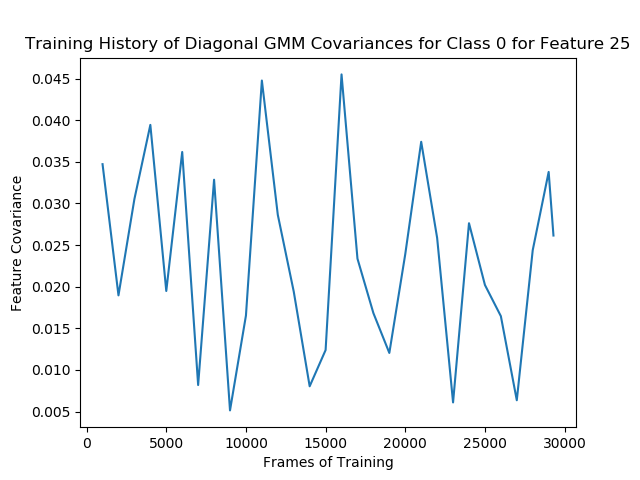 Training History of Diagonal GMM Covariances for Class 0 for Feature 25
0.045
0.040
0.035
0.030
0.025
0.020
0.015
0.010
0.005
Feature Covariance
0 5000 10000 15000 20000 25000 30000
Frames of Training